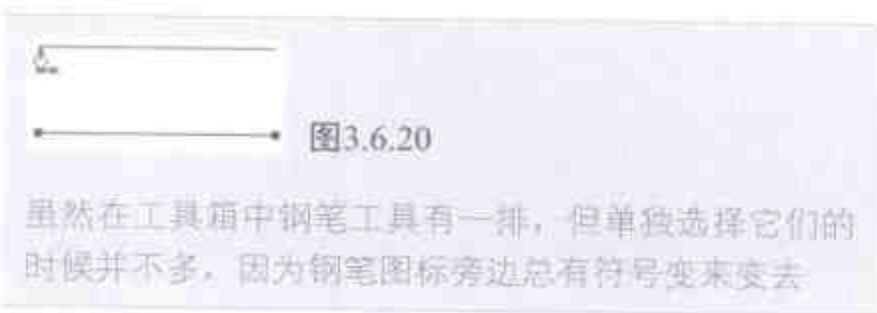 图3.6.20
虽然在工具箱中钢笔工具有一排，但单独选择它们的
时候并不多，因为钢笔图标旁边总有符号变来变去